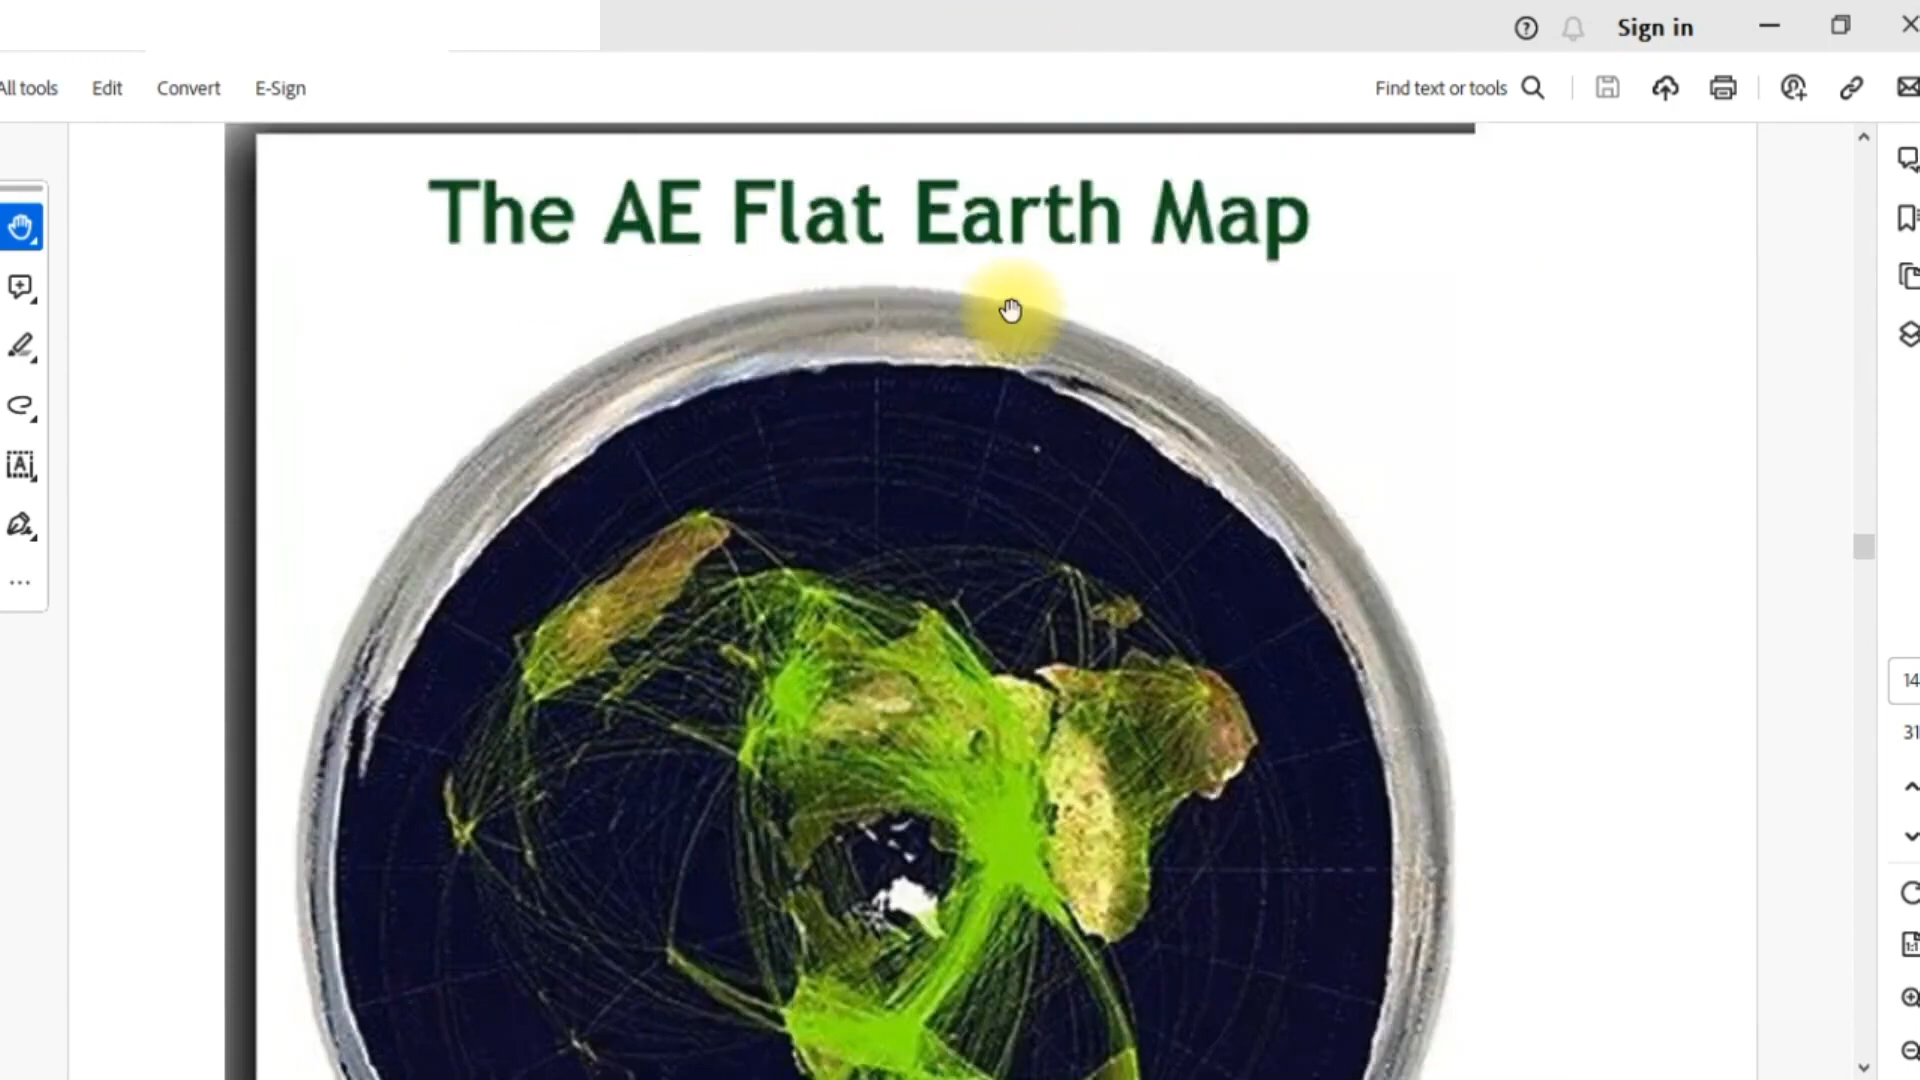 Sign in
All tools
Edit
Convert
E-Sign
Find text or tools
The AE Flat Earth Map
14
31